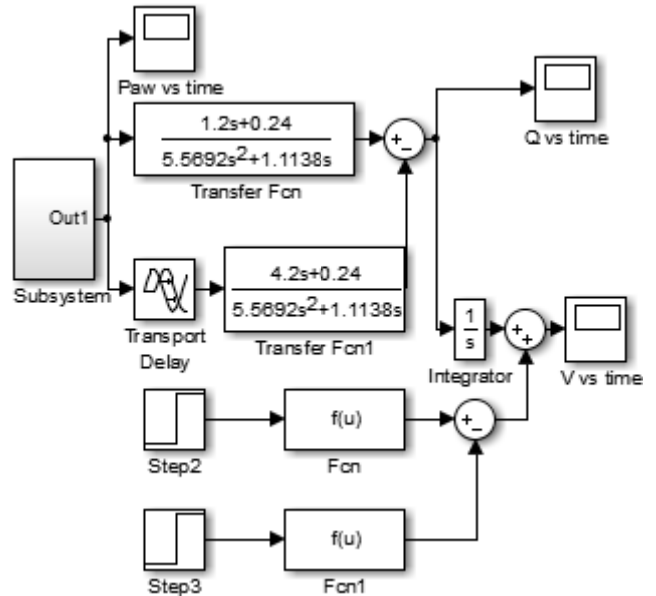 Paw vs time
1.2s+0.24
5.5692s²+1.1138s
Transfer Fcn
+
−
Q vs time
Out1
Subsystem
Transport
Delay
4.2s+0.24
5.5692s²+1.1138s
Transfer Fcn1
1
s
Integrator
+
+
V vs time
Step2
f(u)
Fcn
+
−
Step3
f(u)
Fcn1